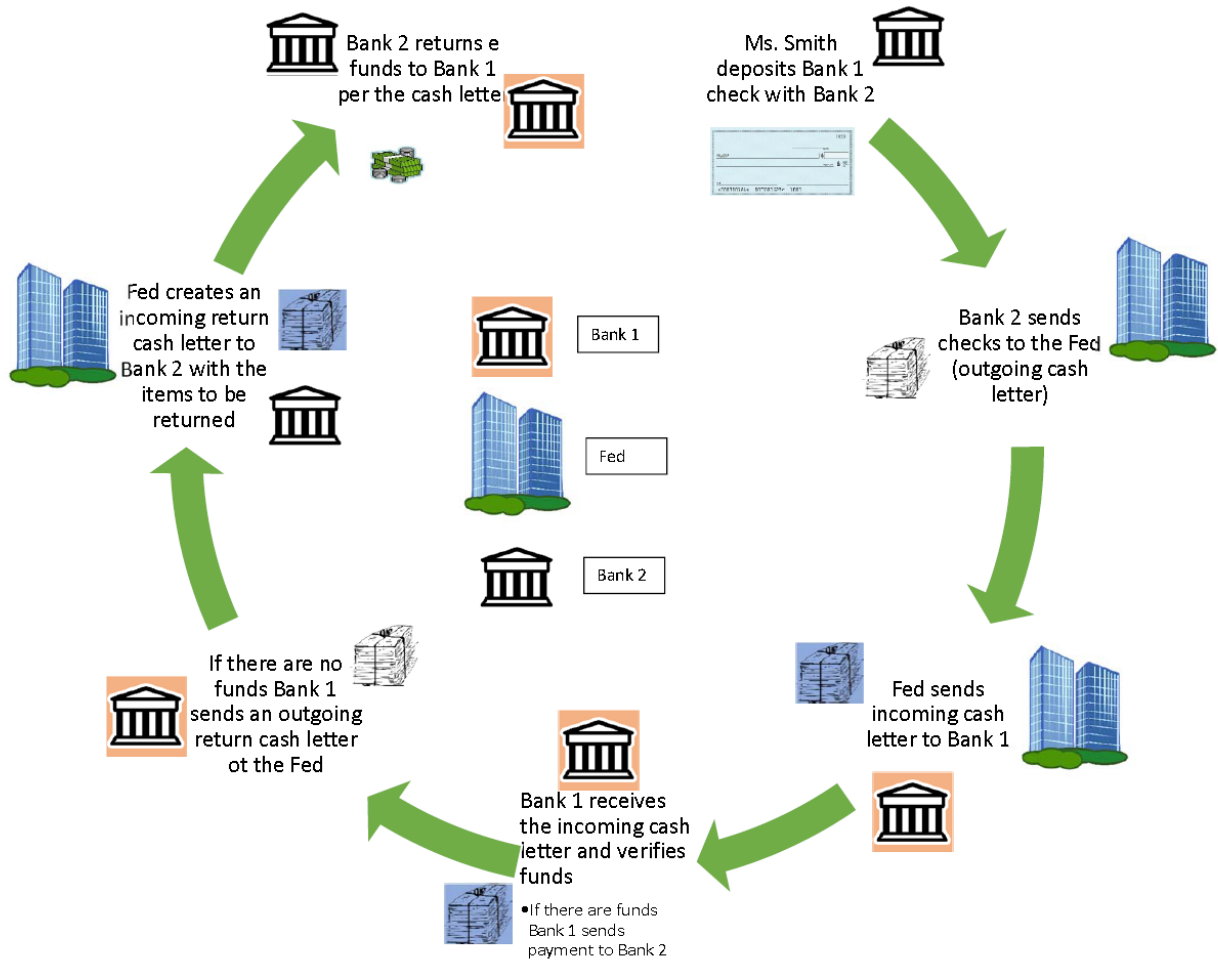 Ms. Smith
deposits Bank 1
check with Bank 2
Bank 2 sends
checks to the Fed
(outgoing cash
letter)
Fed sends
incoming cash
letter to Bank 1
Bank 1 receives
the incoming cash
letter and verifies
funds
•If there are funds
Bank 1 sends
payment to Bank 2
If there are no
funds Bank 1
sends an outgoing
return cash letter
ot the Fed
Fed creates an
incoming return
cash letter to
Bank 2 with the
items to be
returned
Bank 2 returns e
funds to Bank 1
per the cash letter
Bank 1
Fed
Bank 2